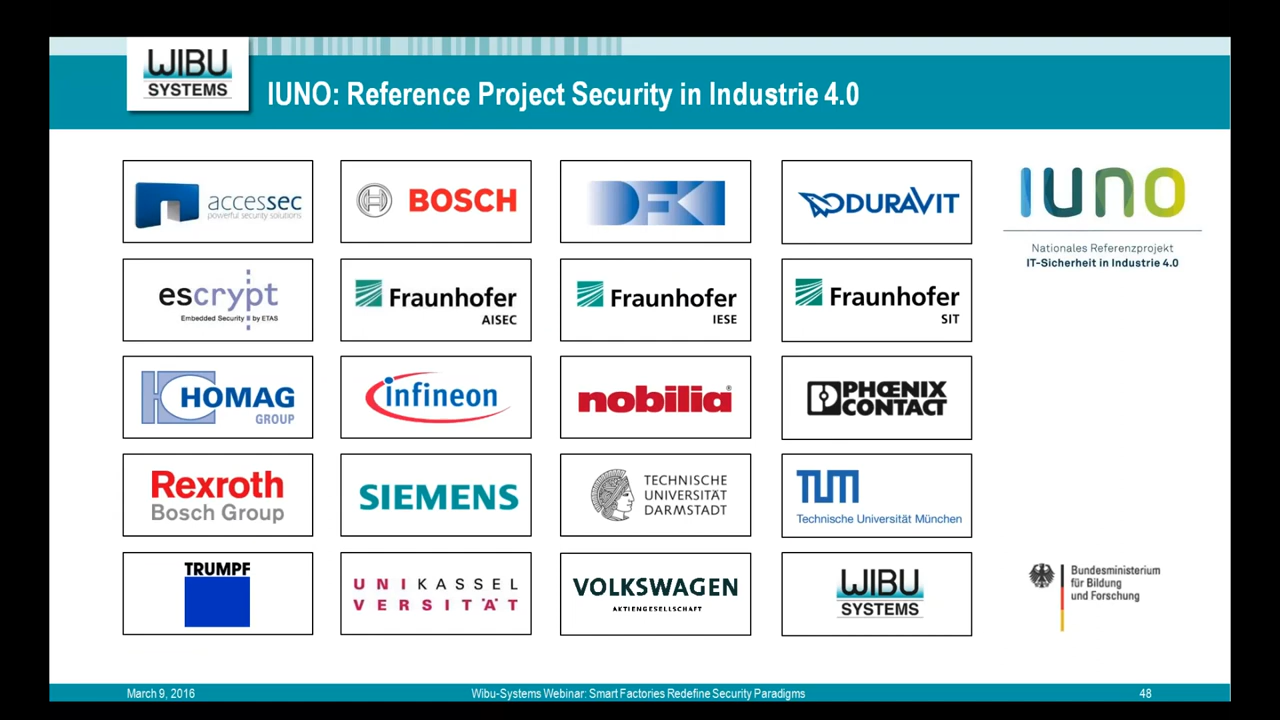 WIBU
SYSTEMS
IUNO: Reference Project Security in Industrie 4.0
accessec
powerful security solutions
BOSCH
DFKI
DURAVIT
IUNO
Nationales Referenzprojekt
IT-Sicherheit in Industrie 4.0
escrypt
Embedded Security by ETAS
Fraunhofer
AISEC
Fraunhofer
IESE
Fraunhofer
SIT
HOMAG
GROUP
infineon
nobilia®
PHŒNIX
CONTACT
Rexroth
Bosch Group
SIEMENS
TECHNISCHE
UNIVERSITÄT
DARMSTADT
TUM
Technische Universität München
TRUMPF
UNIKASSEL
VERSITÄT
VOLKSWAGEN
AKTIENGESELLSCHAFT
WIBU
SYSTEMS
Bundesministerium
für Bildung
und Forschung
March 9, 2016
Wibu-Systems Webinar: Smart Factories Redefine Security Paradigms
48